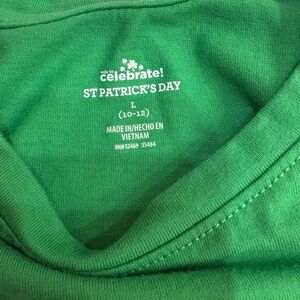 way to
celebrate!
ST PATRICK'S DAY
L
(10-12)
MADE IN/HECHO EN
VIETNAM
RN#52469 35484